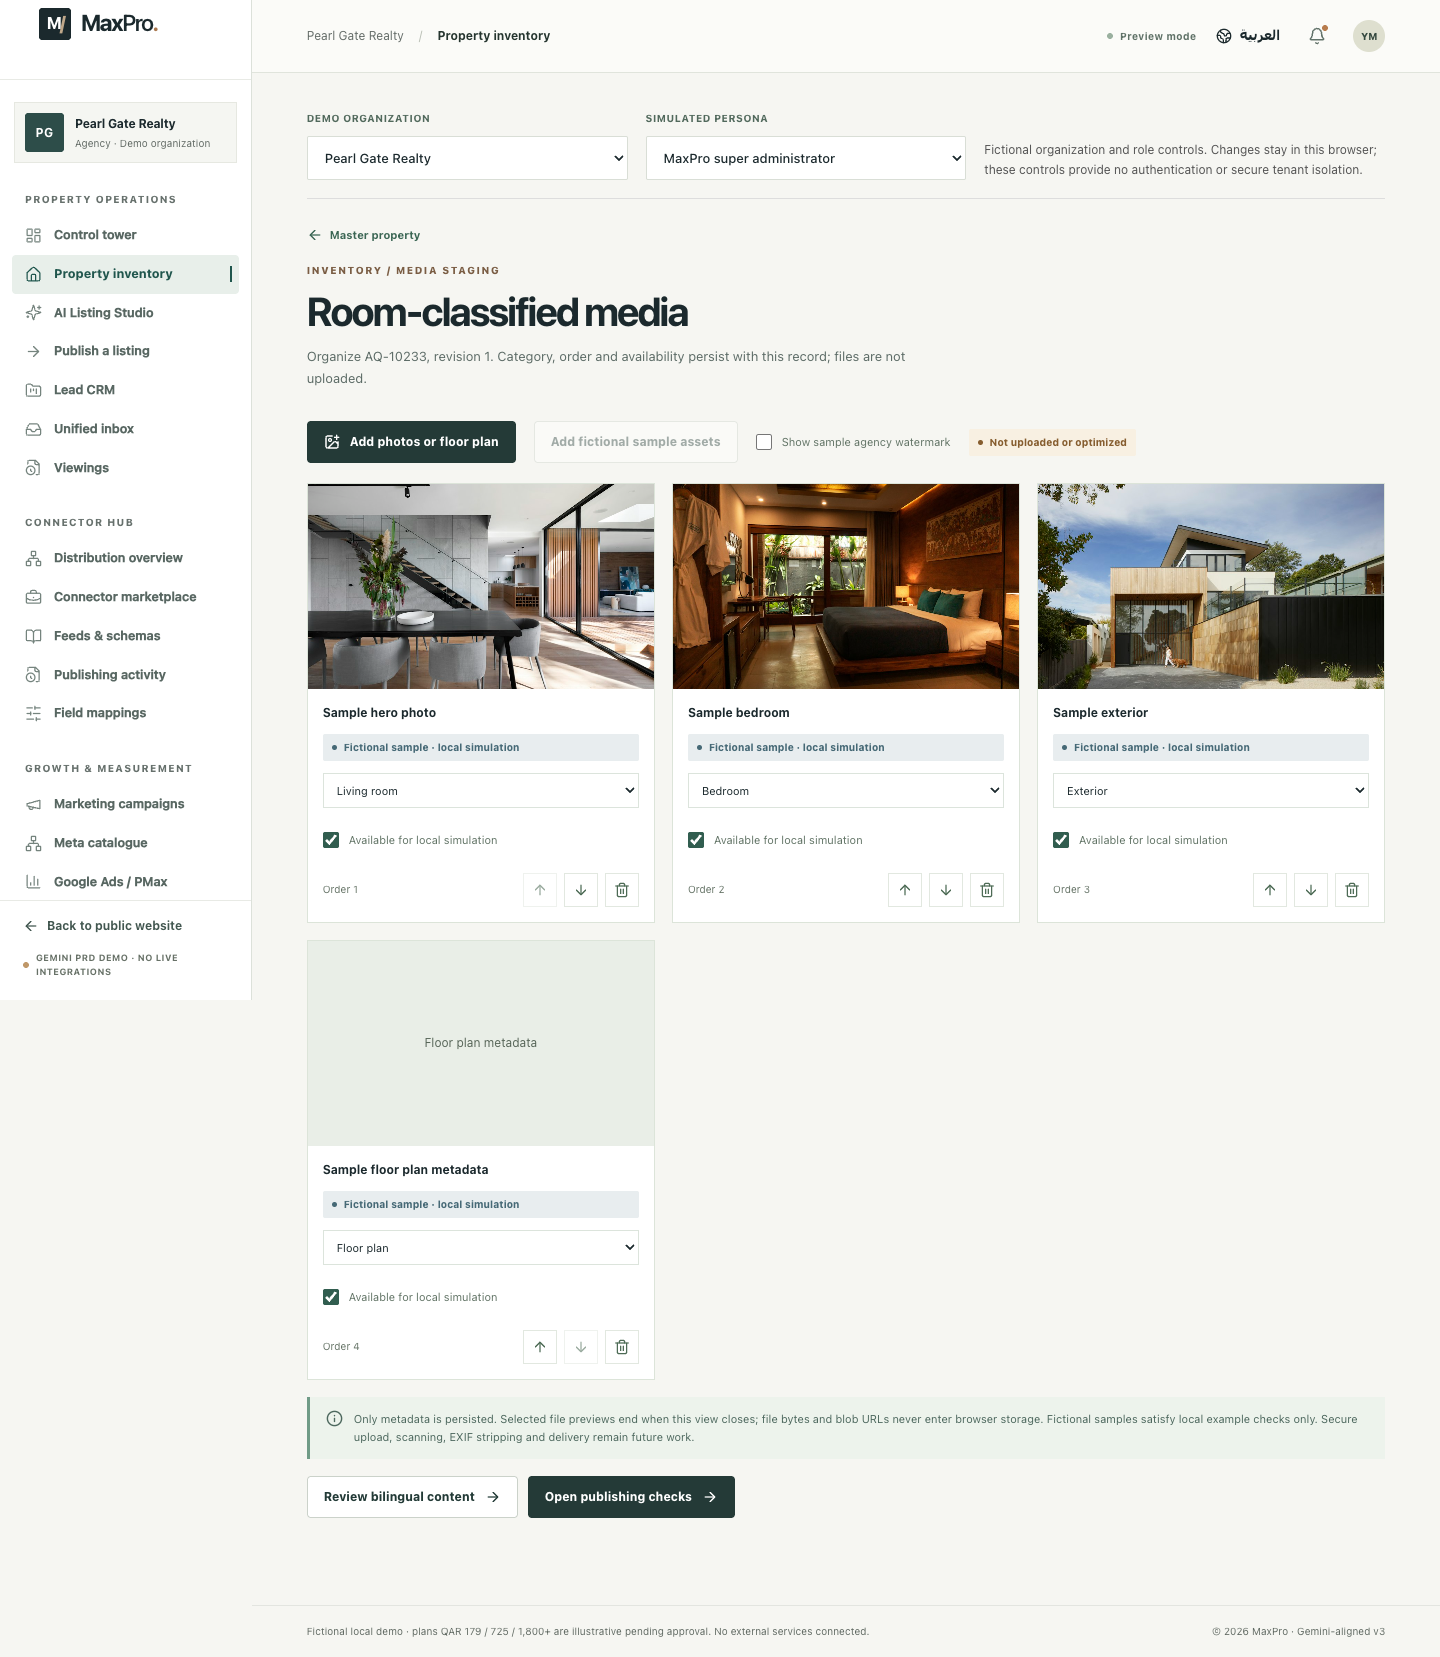 M/ MaxPro.
Pearl Gate Realty / Property inventory
Preview mode
العربية
YM
PG
Pearl Gate Realty
Agency · Demo organization
PROPERTY OPERATIONS
Control tower
Property inventory
AI Listing Studio
Publish a listing
Lead CRM
Unified inbox
Viewings
CONNECTOR HUB
Distribution overview
Connector marketplace
Feeds & schemas
Publishing activity
Field mappings
GROWTH & MEASUREMENT
Marketing campaigns
Meta catalogue
Google Ads / PMax
Back to public website
GEMINI PRD DEMO · NO LIVE
INTEGRATIONS
DEMO ORGANIZATION
Pearl Gate Realty
SIMULATED PERSONA
MaxPro super administrator
Fictional organization and role controls. Changes stay in this browser;
these controls provide no authentication or secure tenant isolation.
Master property
INVENTORY / MEDIA STAGING
Room-classified media
Organize AQ-10233, revision 1. Category, order and availability persist with this record; files are not
uploaded.
Add photos or floor plan
Add fictional sample assets
Show sample agency watermark
Not uploaded or optimized
Sample hero photo
Fictional sample · local simulation
Living room
Available for local simulation
Order 1
Sample bedroom
Fictional sample · local simulation
Bedroom
Available for local simulation
Order 2
Sample exterior
Fictional sample · local simulation
Exterior
Available for local simulation
Order 3
Floor plan metadata
Sample floor plan metadata
Fictional sample · local simulation
Floor plan
Available for local simulation
Order 4
Only metadata is persisted. Selected file previews end when this view closes; file bytes and blob URLs never enter browser storage. Fictional samples satisfy local example checks only. Secure
upload, scanning, EXIF stripping and delivery remain future work.
Review bilingual content
Open publishing checks
Fictional local demo · plans QAR 179 / 725 / 1,800+ are illustrative pending approval. No external services connected.
© 2026 MaxPro · Gemini-aligned v3